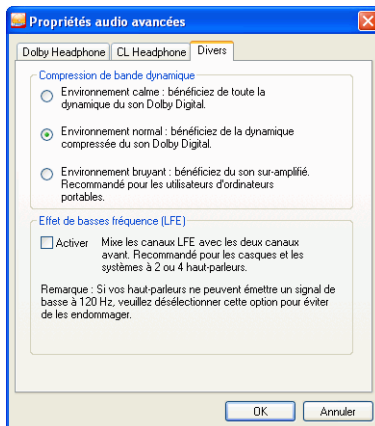 Propriétés audio avancées
Dolby Headphone CL Headphone Divers
Compression de bande dynamique
Environnement calme : bénéficiez de toute la
dynamique du son Dolby Digital.
Environnement normal : bénéficiez de la dynamique
compressée du son Dolby Digital.
Environnement bruyant : bénéficiez du son sur-amplifié.
Recommandé pour les utilisateurs d'ordinateurs
portables.
Effet de basses fréquence (LFE)
Activer Mixe les canaux LFE avec les deux canaux
avant. Recommandé pour les casques et les
systèmes à 2 ou 4 haut-parleurs.
Remarque : Si vos haut-parleurs ne peuvent émettre un signal de
basse à 120 Hz, veuillez désélectionner cette option pour éviter
de les endommager.
OK Annuler